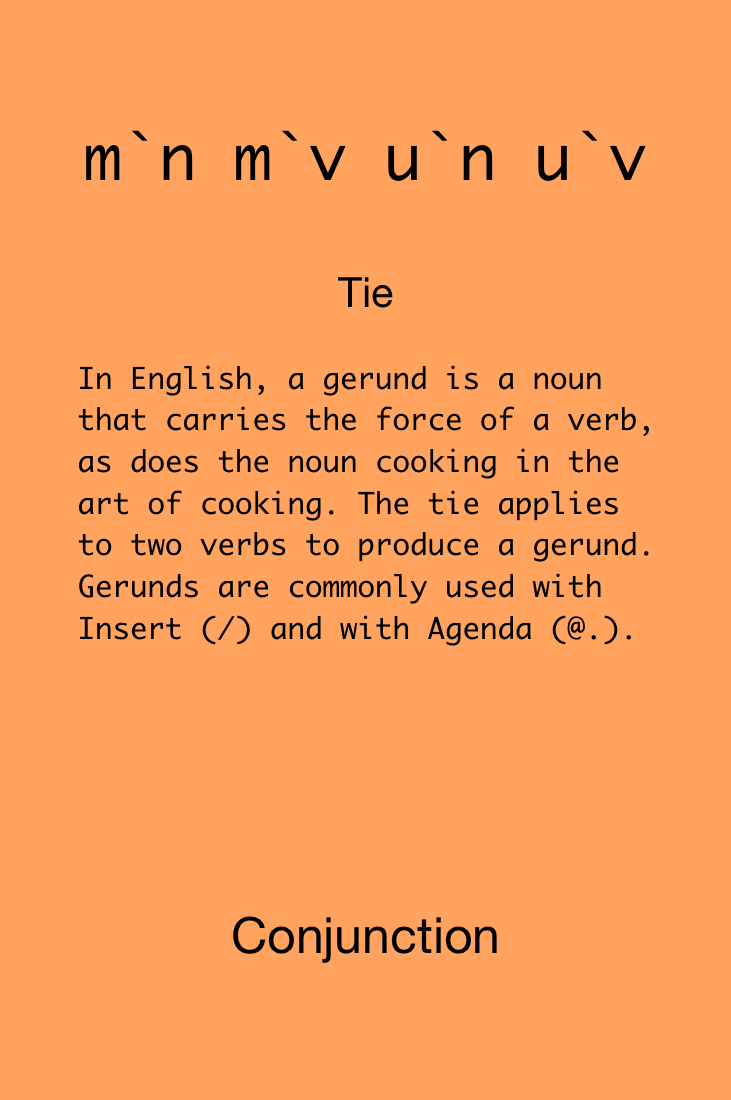 m`n m`v u`n u`v
Tie
In English, a gerund is a noun
that carries the force of a verb,
as does the noun cooking in the
art of cooking. The tie applies
to two verbs to produce a gerund.
Gerunds are commonly used with
Insert (/) and with Agenda (@.).
Conjunction